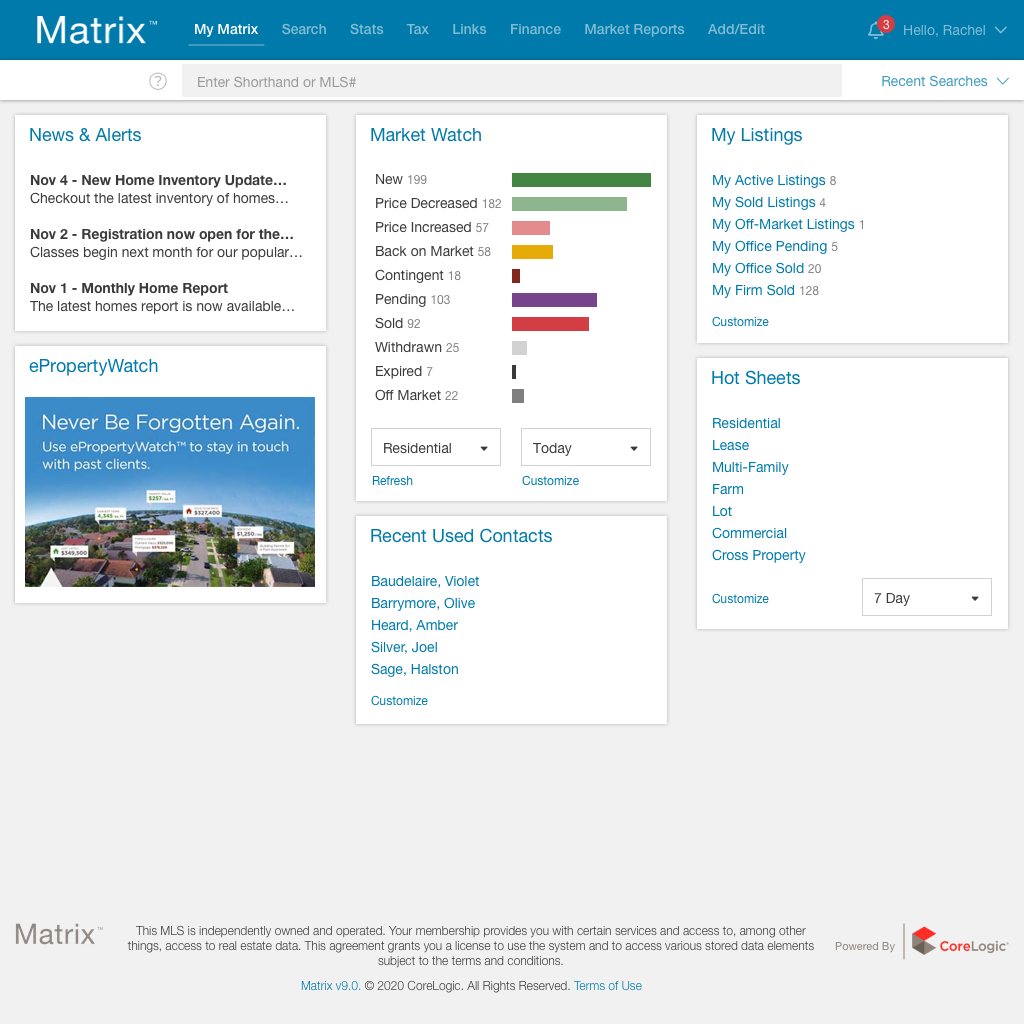 Matrix™
My Matrix
Search
Stats
Tax
Links
Finance
Market Reports
Add/Edit
3
Hello, Rachel
?
Enter Shorthand or MLS#
Recent Searches
News & Alerts
Nov 4 - New Home Inventory Update...
Checkout the latest inventory of homes...
Nov 2 - Registration now open for the...
Classes begin next month for our popular...
Nov 1 - Monthly Home Report
The latest homes report is now available...
ePropertyWatch
Never Be Forgotten Again.
Use ePropertyWatch™ to stay in touch
with past clients.
$257
4,345
$327,400
$1,250
$349,500
Market Watch
New 199
Price Decreased 182
Price Increased 57
Back on Market 58
Contingent 18
Pending 103
Sold 92
Withdrawn 25
Expired 7
Off Market 22
Residential
Today
Refresh
Customize
Recent Used Contacts
Baudelaire, Violet
Barrymore, Olive
Heard, Amber
Silver, Joel
Sage, Halston
Customize
My Listings
My Active Listings 8
My Sold Listings 4
My Off-Market Listings 1
My Office Pending 5
My Office Sold 20
My Firm Sold 128
Customize
Hot Sheets
Residential
Lease
Multi-Family
Farm
Lot
Commercial
Cross Property
Customize
7 Day
Matrix™
This MLS is independently owned and operated. Your membership provides you with certain services and access to, among other
things, access to real estate data. This agreement grants you a license to use the system and to access various stored data elements
subject to the terms and conditions.
Matrix v9.0. © 2020 CoreLogic. All Rights Reserved. Terms of Use
Powered By
CoreLogic